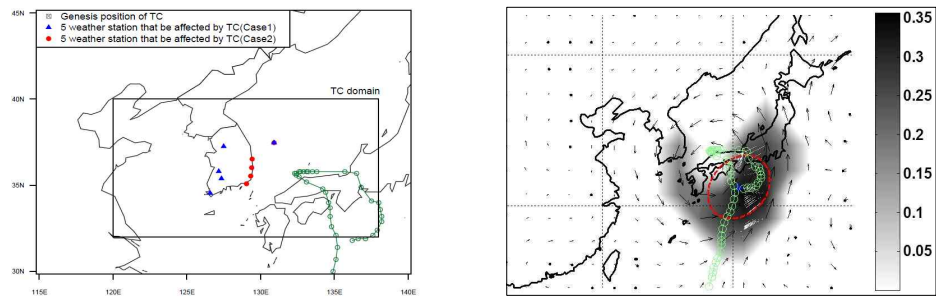 Genesis position of TC
5 weather station that be affected by TC(Case1)
5 weather station that be affected by TC(Case2)
TC domain
45N
40N
35N
30N
115E
120E
125E
130E
135E
140E
0.35
0.3
0.25
0.2
0.15
0.1
0.05